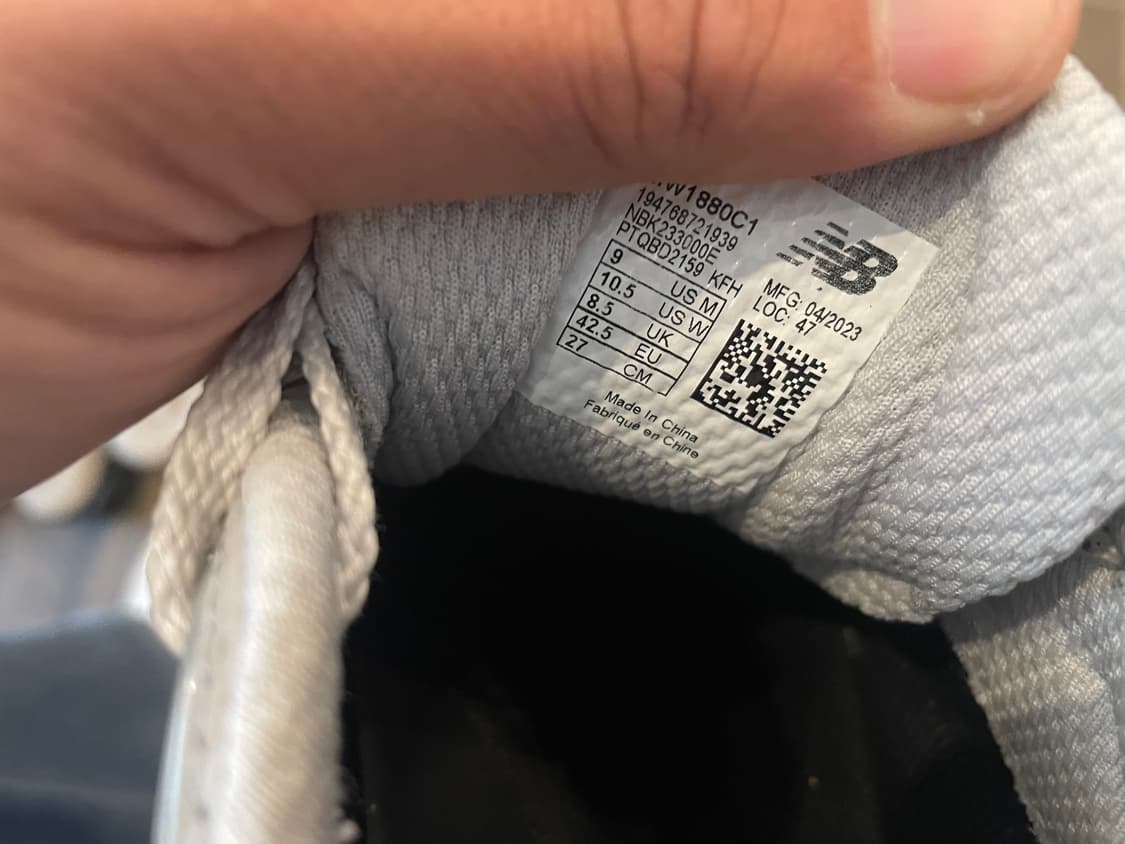 W1880C1
194768721939
NBK233000E
PTQBD2159 KFH
9 US M
10.5 US W
8.5 UK
42.5 EU
27 CM
NB
MFG: 04/2023
LOC: 47
Made In China
Fabriqué en Chine